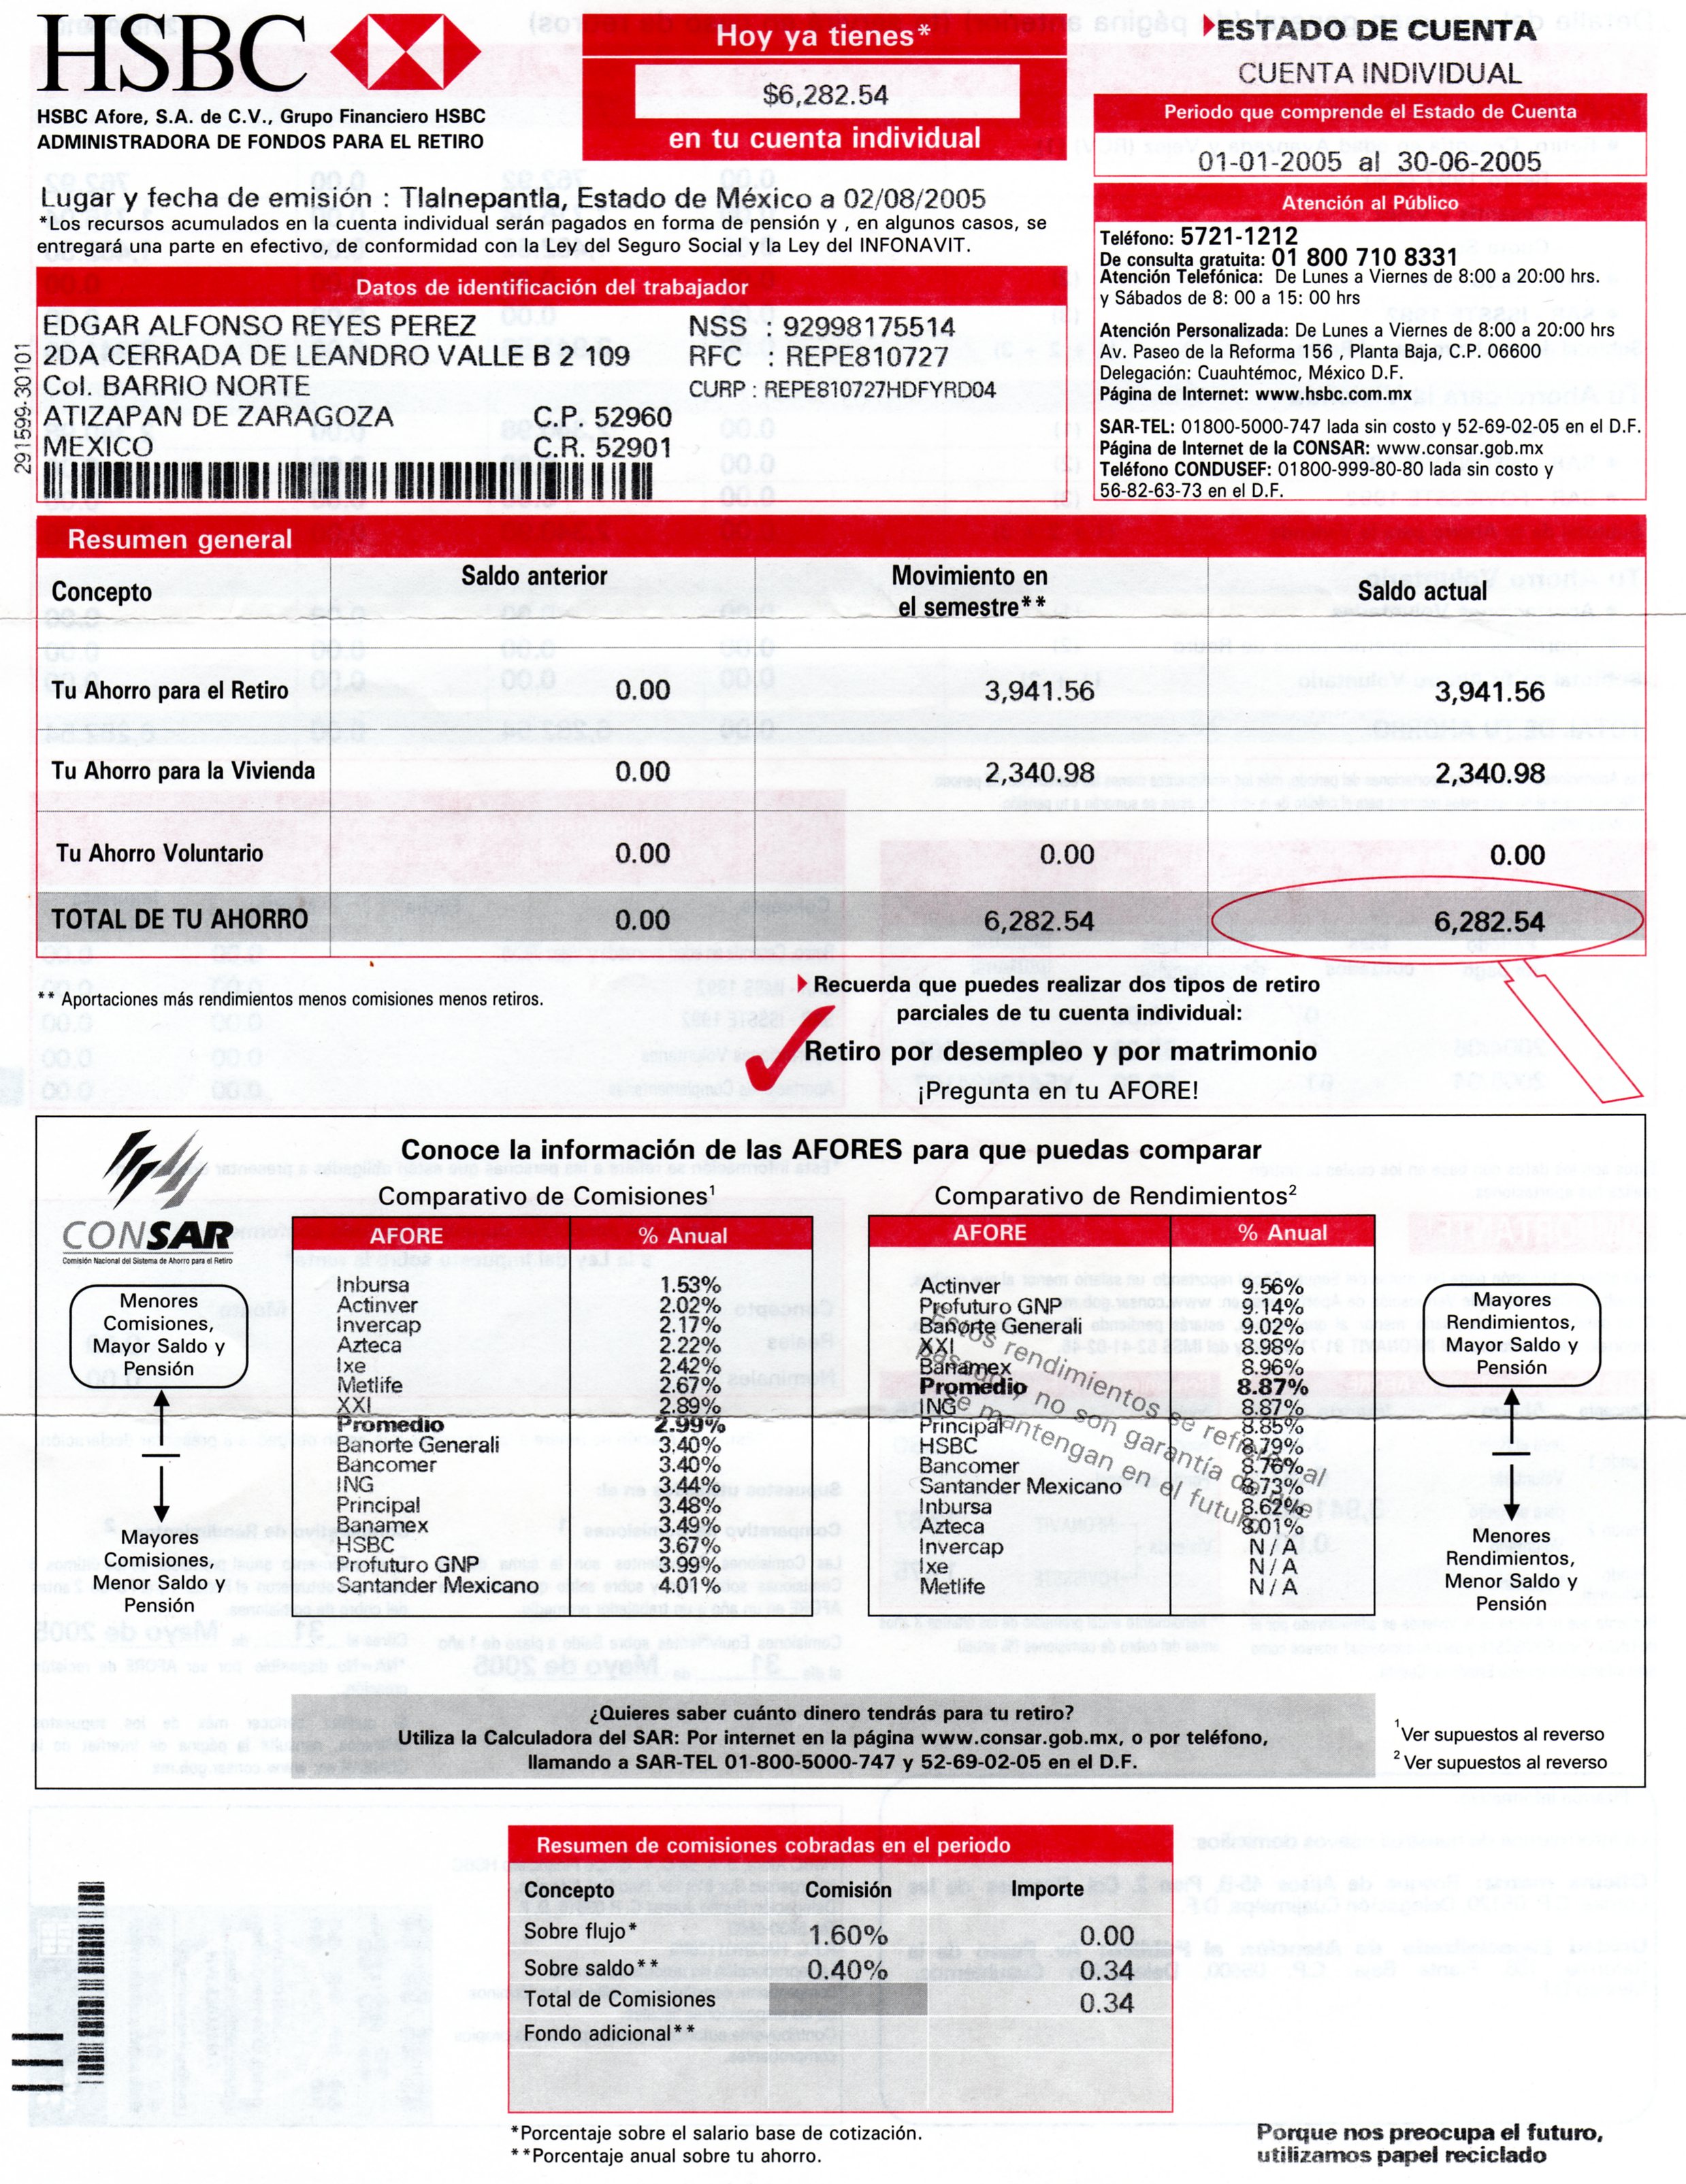 HSBC
HSBC Afore, S.A. de C.V., Grupo Financiero HSBC
ADMINISTRADORA DE FONDOS PARA EL RETIRO
Hoy ya tienes*
$6,282.54
en tu cuenta individual
ESTADO DE CUENTA
CUENTA INDIVIDUAL
Periodo que comprende el Estado de Cuenta
01-01-2005 al 30-06-2005
Lugar y fecha de emisión : Tlalnepantla, Estado de México a 02/08/2005
*Los recursos acumulados en la cuenta individual serán pagados en forma de pensión y , en algunos casos, se
entregará una parte en efectivo, de conformidad con la Ley del Seguro Social y la Ley del INFONAVIT.
Atención al Público
Teléfono: 5721-1212
De consulta gratuita: 01 800 710 8331
Atención Telefónica: De Lunes a Viernes de 8:00 a 20:00 hrs.
y Sábados de 8: 00 a 15: 00 hrs
Atención Personalizada: De Lunes a Viernes de 8:00 a 20:00 hrs
Av. Paseo de la Reforma 156 , Planta Baja, C.P. 06600
Delegación: Cuauhtémoc, México D.F.
Página de Internet: www.hsbc.com.mx
SAR-TEL: 01800-5000-747 lada sin costo y 52-69-02-05 en el D.F.
Página de Internet de la CONSAR: www.consar.gob.mx
Teléfono CONDUSEF: 01800-999-80-80 lada sin costo y
56-82-63-73 en el D.F.
Datos de identificación del trabajador
EDGAR ALFONSO REYES PEREZ NSS : 92998175514
2DA CERRADA DE LEANDRO VALLE B 2 109 RFC : REPE810727
Col. BARRIO NORTE CURP : REPE810727HDFYRD04
ATIZAPAN DE ZARAGOZA C.P. 52960
MEXICO C.R. 52901
291599-30101
Resumen general
Concepto Saldo anterior Movimiento en el semestre** Saldo actual
Tu Ahorro para el Retiro 0.00 3,941.56 3,941.56
Tu Ahorro para la Vivienda 0.00 2,340.98 2,340.98
Tu Ahorro Voluntario 0.00 0.00 0.00
TOTAL DE TU AHORRO 0.00 6,282.54 6,282.54
** Aportaciones más rendimientos menos comisiones menos retiros.
Recuerda que puedes realizar dos tipos de retiro
parciales de tu cuenta individual:
Retiro por desempleo y por matrimonio
¡Pregunta en tu AFORE!
CONSAR
Comisión Nacional del Sistema de Ahorro para el Retiro
Conoce la información de las AFORES para que puedas comparar
Menores
Comisiones,
Mayor Saldo y
Pensión
Mayores
Comisiones,
Menor Saldo y
Pensión
Comparativo de Comisiones1
AFORE % Anual
Inbursa 1.53%
Actinver 2.02%
Invercap 2.17%
Azteca 2.22%
Ixe 2.42%
Metlife 2.67%
XXI 2.89%
Promedio 2.99%
Banorte Generali 3.40%
Bancomer 3.40%
ING 3.44%
Principal 3.48%
Banamex 3.49%
HSBC 3.67%
Profuturo GNP 3.99%
Santander Mexicano 4.01%
Comparativo de Rendimientos2
AFORE % Anual
Actinver 9.56%
Profuturo GNP 9.14%
Banorte Generali 9.02%
XXI 8.98%
Banamex 8.96%
Promedio 8.87%
ING 8.87%
Principal 8.85%
HSBC 8.79%
Bancomer 8.76%
Santander Mexicano 8.73%
Inbursa 8.62%
Azteca 8.01%
Invercap N/A
Ixe N/A
Metlife N/A
Estos rendimientos se refieren al
pasado y no son garantía de que
se mantengan en el futuro
Mayores
Rendimientos,
Mayor Saldo y
Pensión
Menores
Rendimientos,
Menor Saldo y
Pensión
¿Quieres saber cuánto dinero tendrás para tu retiro?
Utiliza la Calculadora del SAR: Por internet en la página www.consar.gob.mx, o por teléfono,
llamando a SAR-TEL 01-800-5000-747 y 52-69-02-05 en el D.F.
1Ver supuestos al reverso
2 Ver supuestos al reverso
Resumen de comisiones cobradas en el periodo
Concepto Comisión Importe
Sobre flujo* 1.60% 0.00
Sobre saldo** 0.40% 0.34
Total de Comisiones 0.34
Fondo adicional**
*Porcentaje sobre el salario base de cotización.
**Porcentaje anual sobre tu ahorro.
Porque nos preocupa el futuro,
utilizamos papel reciclado